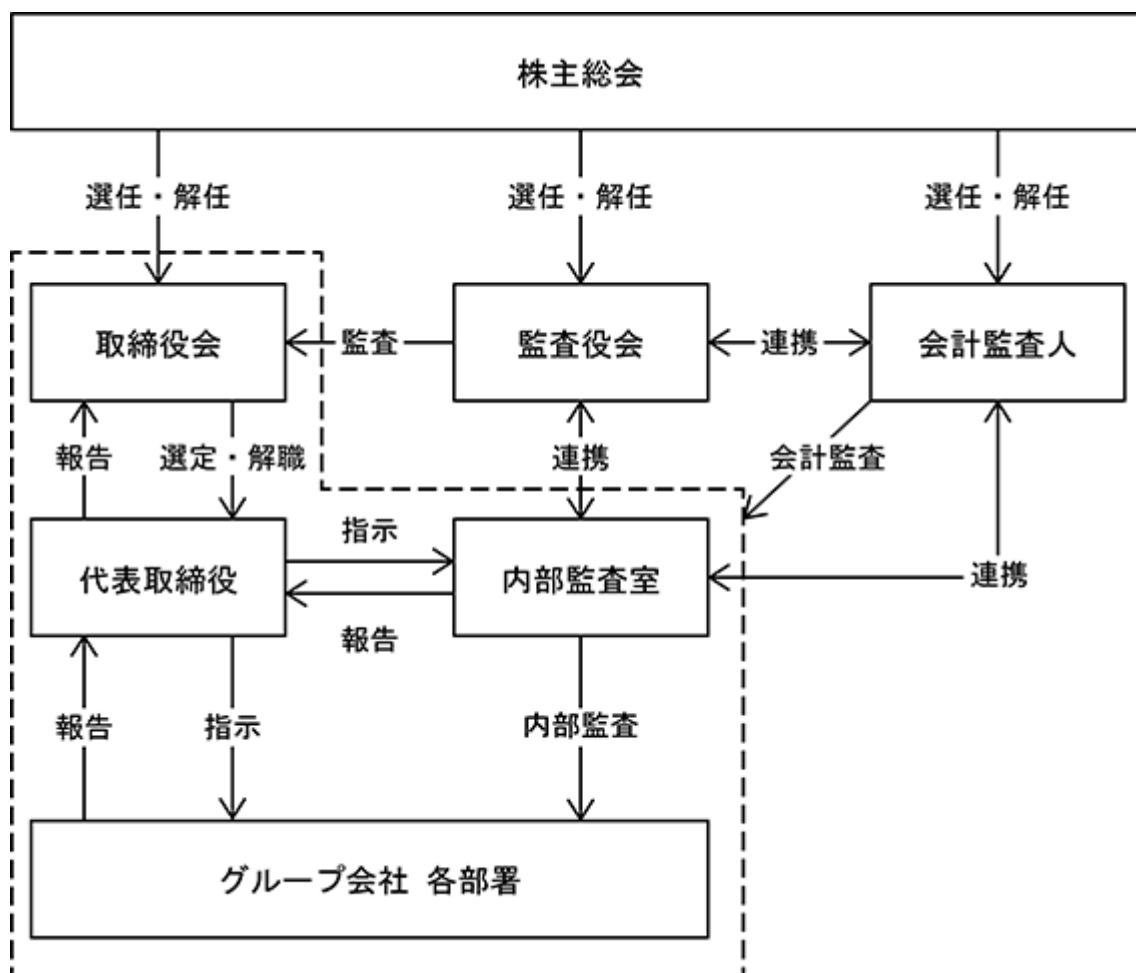 株主総会
選任・解任
選任・解任
選任・解任
取締役会
監査
監査役会
連携
会計監査人
報告
選定・解職
連携
会計監査
代表取締役
指示
報告
内部監査室
連携
報告
指示
内部監査
グループ会社 各部署